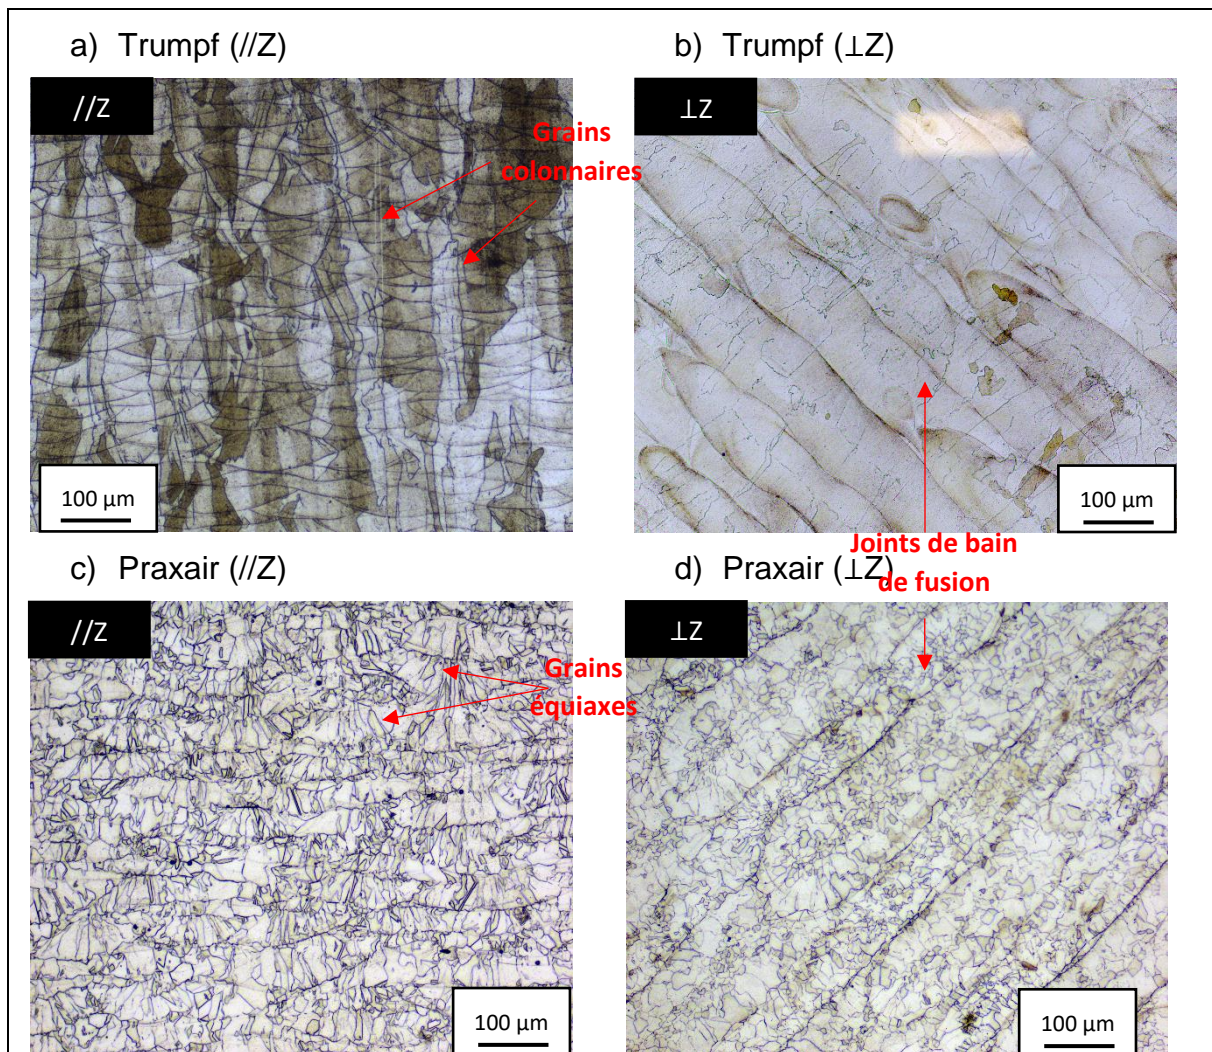 a) Trumpf (//Z)
b) Trumpf (⊥Z)
//Z
Grains
colonnaires
100 µm
⊥Z
100 µm
Joints de bain
de fusion
c) Praxair (//Z)
d) Praxair (⊥Z)
//Z
Grains
équiaxes
100 µm
⊥Z
100 µm